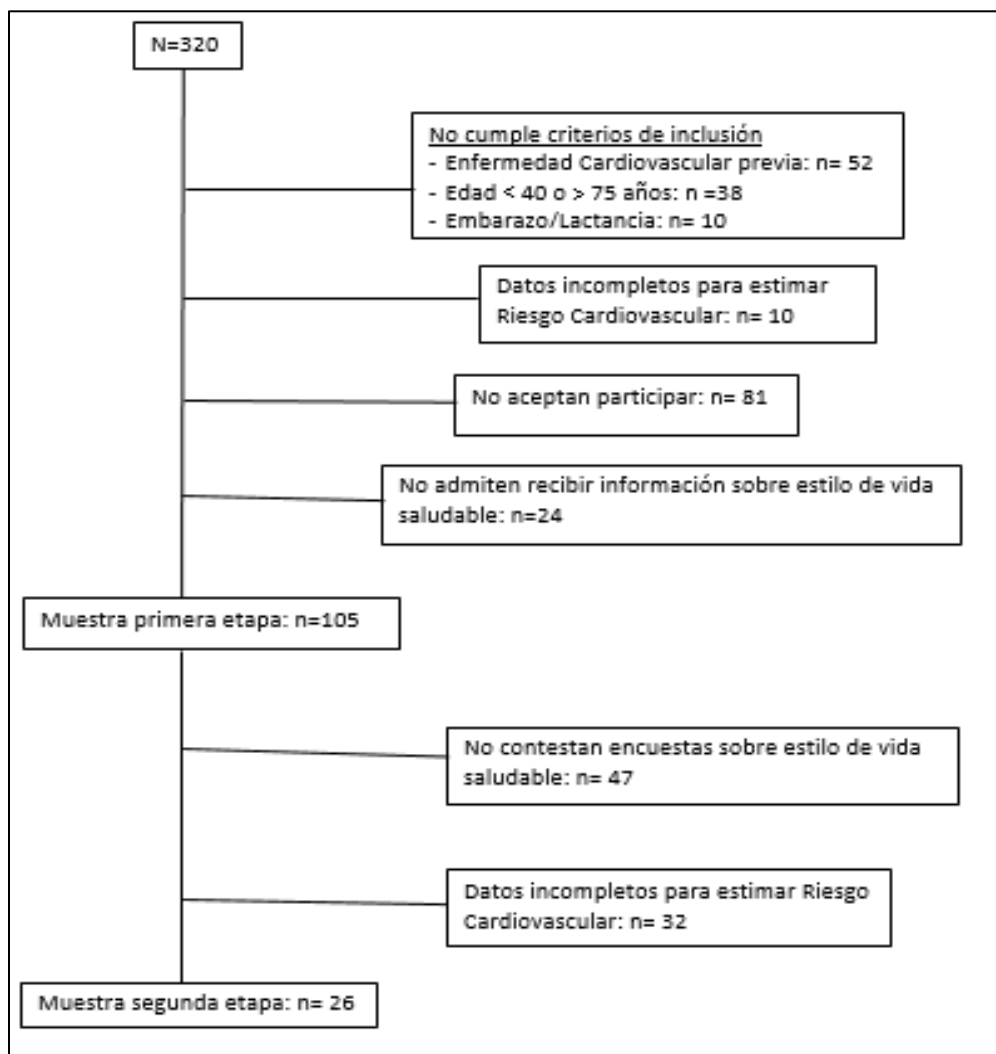 N=320
No cumple criterios de inclusión
- Enfermedad Cardiovascular previa: n= 52
- Edad < 40 o > 75 años: n =38
- Embarazo/Lactancia: n= 10
Datos incompletos para estimar
Riesgo Cardiovascular: n= 10
No aceptan participar: n= 81
No admiten recibir información sobre estilo de vida
saludable: n=24
Muestra primera etapa: n=105
No contestan encuestas sobre estilo de vida
saludable: n= 47
Datos incompletos para estimar Riesgo
Cardiovascular: n= 32
Muestra segunda etapa: n= 26